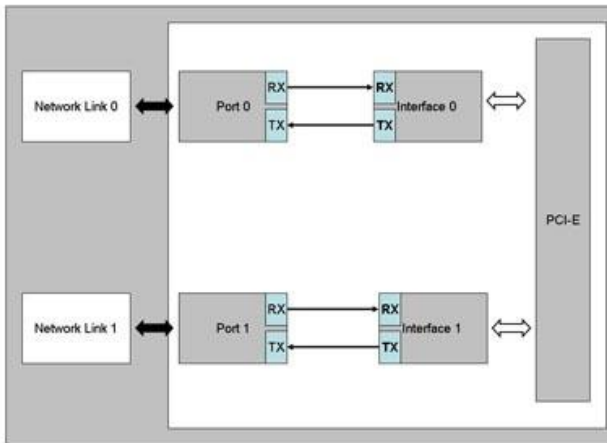 Network Link 0
Port 0
RX
TX
RX
TX
Interface 0
PCI-E
Network Link 1
Port 1
RX
TX
RX
TX
Interface 1